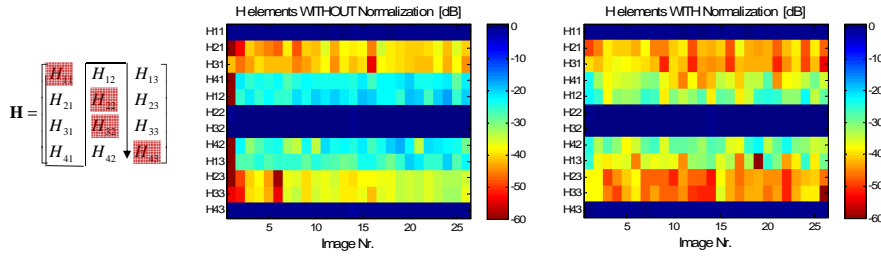 H =
H11 H12 H13
H21 H22 H23
H31 H32 H33
H41 H42 H43
H elements WITHOUT Normalization [dB]
H11
H21
H31
H41
H12
H22
H32
H42
H13
H23
H33
H43
5 10 15 20 25
Image Nr.
0
-10
-20
-30
-40
-50
-60
H elements WITH Normalization [dB]
H11
H21
H31
H41
H12
H22
H32
H42
H13
H23
H33
H43
5 10 15 20 25
Image Nr.
0
-10
-20
-30
-40
-50
-60